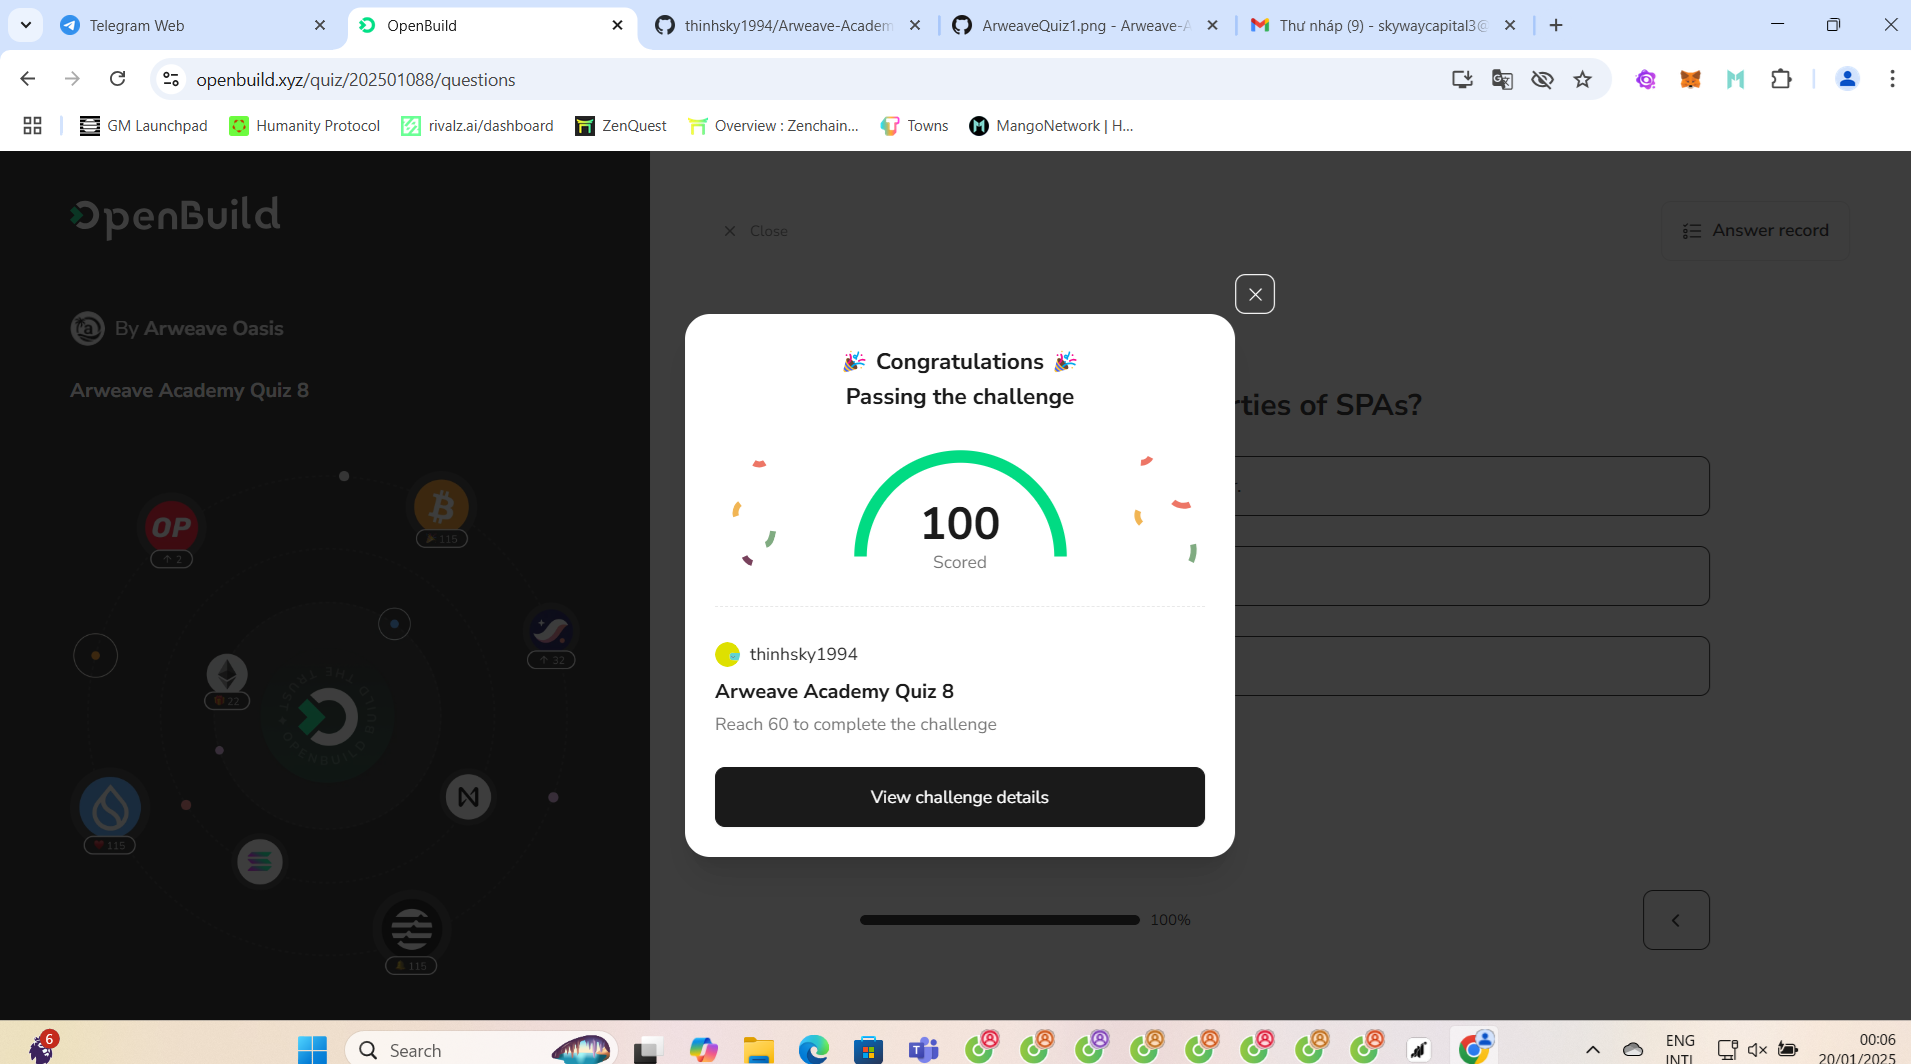 Telegram Web
OpenBuild
thinhsky1994/Arweave-Academ
ArweaveQuiz1.png - Arweave-A
Thư nháp (9) - skywaycapital3@
openbuild.xyz/quiz/202501088/questions
GM Launchpad
Humanity Protocol
rivalz.ai/dashboard
ZenQuest
Overview : Zenchain...
Towns
MangoNetwork | H...
OpenBuild
Close
Answer record
By Arweave Oasis
Arweave Academy Quiz 8
🎉 Congratulations 🎉
Passing the challenge
rties of SPAs?
100
Scored
thinhsky1994
Arweave Academy Quiz 8
Reach 60 to complete the challenge
View challenge details
OP
2
115
32
22
115
115
100%
6
Search
ENG
INTL
00:06
20/01/2025